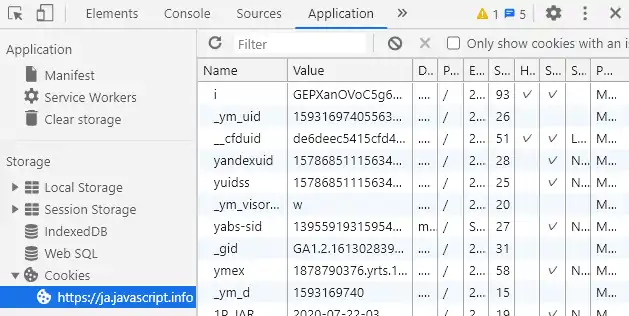 Elements Console Sources Application » 1 5
Application
Manifest
Service Workers
Clear storage
Storage
Local Storage
Session Storage
IndexedDB
Web SQL
Cookies
https://ja.javascript.info
Filter Only show cookies with an is
Name Value D.. P... E... S... H.. S... S... P...
i GEPXanOVoC5g6... .... / 2... 93 ✓ ✓ M...
_ym_uid 15931697405563... .... / 2... 26 M...
__cfduid de6deec5415cfd4... .... / 2... 51 ✓ ✓ L... M...
yandexuid 15786851115634... .... / 2... 28 ✓ N... M...
yuidss 15786851115634... .... / 2... 25 ✓ N... M...
_ym_visor... w .... / 2... 20 M...
yabs-sid 13955919315954... m... / S... 27 ✓ N... M...
_gid GA1.2.161302839... .... / 2... 31 M...
ymex 1878790376.yrts.1... .... / 2... 58 ✓ N... M...
_ym_d 1593169740 .... / 2... 15 M...
1P_JAR 2020-07-22-03 / 2... 19 ✓ N... M...